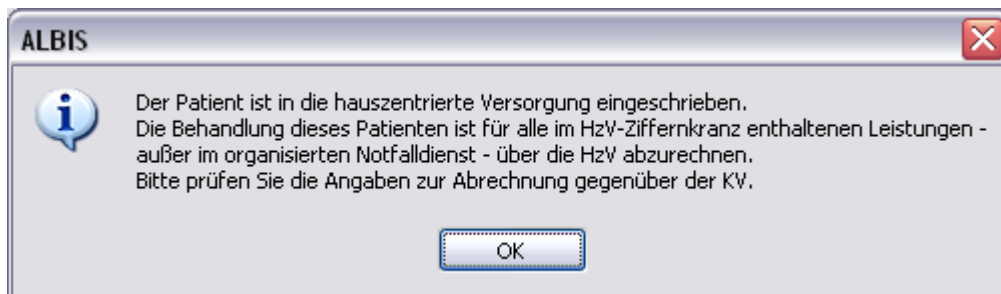 ALBIS
Der Patient ist in die hauszentrierte Versorgung eingeschrieben.
Die Behandlung dieses Patienten ist für alle im HzV-Ziffernkranz enthaltenen Leistungen -
außer im organisierten Notfalldienst - über die HzV abzurechnen.
Bitte prüfen Sie die Angaben zur Abrechnung gegenüber der KV.
OK